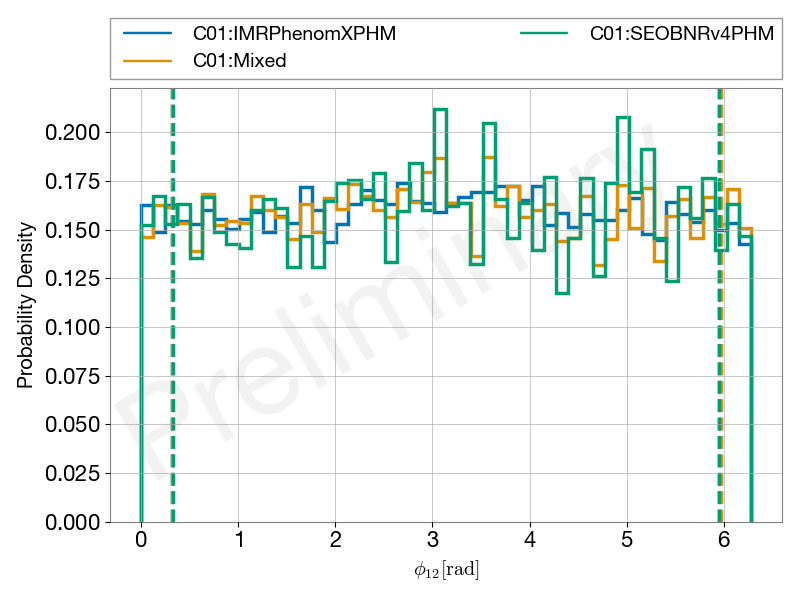 C01:IMRPhenomXPHM
C01:SEOBNRv4PHM
C01:Mixed
0.200
0.175
0.150
0.125
0.100
0.075
0.050
0.025
0.000
Probability Density
Preliminary
0 1 2 3 4 5 6
ϕ₁₂[rad]